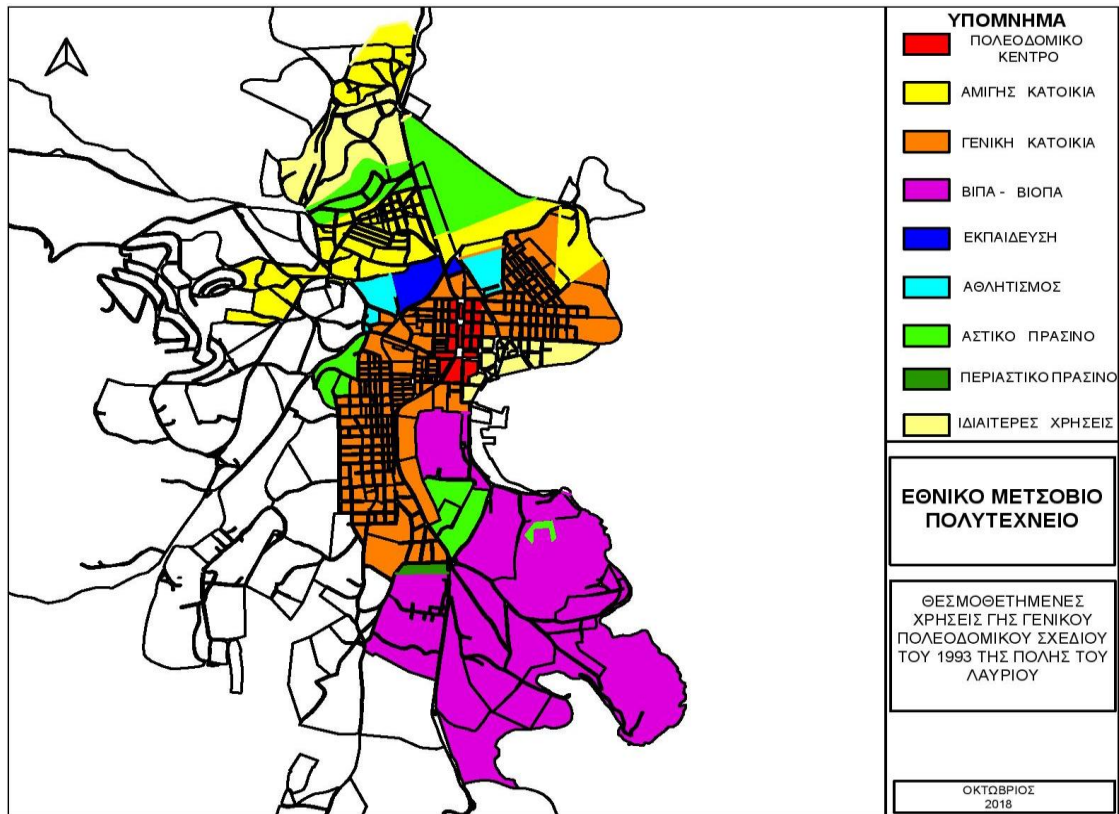 ΥΠΟΜΝΗΜΑ
ΠΟΛΕΟΔΟΜΙΚΟ
ΚΕΝΤΡΟ
ΑΜΙΓΗΣ ΚΑΤΟΙΚΙΑ
ΓΕΝΙΚΗ ΚΑΤΟΙΚΙΑ
ΒΙΠΑ - ΒΙΟΠΑ
ΕΚΠΑΙΔΕΥΣΗ
ΑΘΛΗΤΙΣΜΟΣ
ΑΣΤΙΚΟ ΠΡΑΣΙΝΟ
ΠΕΡΙΑΣΤΙΚΟ ΠΡΑΣΙΝΟ
ΙΔΙΑΙΤΕΡΕΣ ΧΡΗΣΕΙΣ
ΕΘΝΙΚΟ ΜΕΤΣΟΒΙΟ
ΠΟΛΥΤΕΧΝΕΙΟ
ΘΕΣΜΟΘΕΤΗΜΕΝΕΣ
ΧΡΗΣΕΙΣ ΓΗΣ ΓΕΝΙΚΟΥ
ΠΟΛΕΟΔΟΜΙΚΟΥ ΣΧΕΔΙΟΥ
ΤΟΥ 1993 ΤΗΣ ΠΟΛΗΣ ΤΟΥ
ΛΑΥΡΙΟΥ
ΟΚΤΩΒΡΙΟΣ
2018